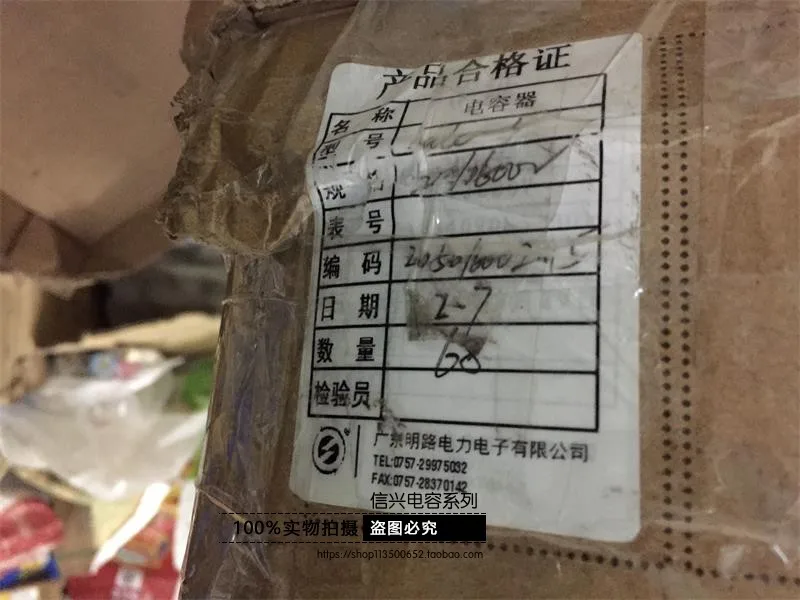 产品合格证
名 称 电容器
型 号
表 号
编 码
日 期 2-7
数 量 60
检验员
广东明路电力电子有限公司
TEL:0757-29975032
FAX:0757-28370142
信兴电容系列
100%实物拍摄 盗图必究
https://shop113500652.taobao.com